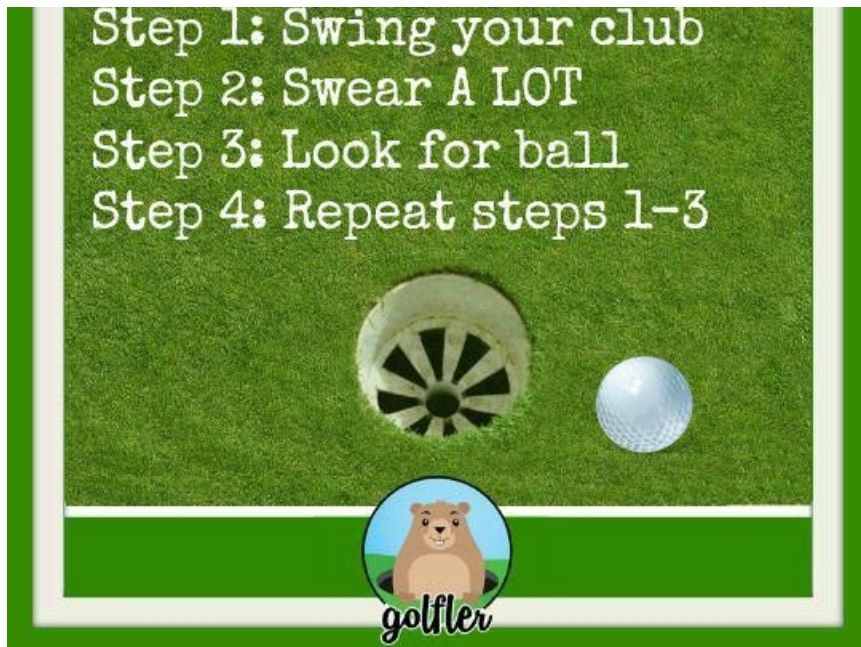 Step 1: Swing your club
Step 2: Swear A LOT
Step 3: Look for ball
Step 4: Repeat steps 1-3
golfler